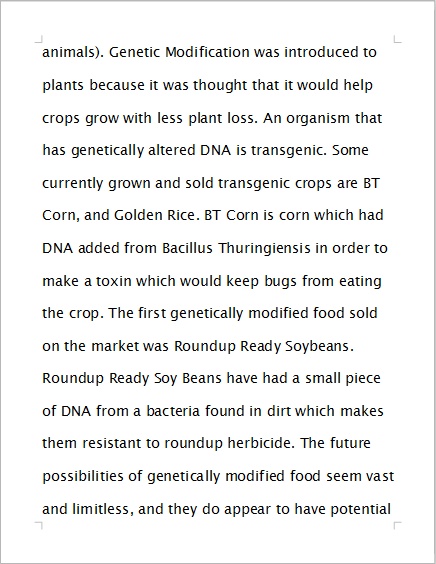 animals). Genetic Modification was introduced to
plants because it was thought that it would help
crops grow with less plant loss. An organism that
has genetically altered DNA is transgenic. Some
currently grown and sold transgenic crops are BT
Corn, and Golden Rice. BT Corn is corn which had
DNA added from Bacillus Thuringiensis in order to
make a toxin which would keep bugs from eating
the crop. The first genetically modified food sold
on the market was Roundup Ready Soybeans.
Roundup Ready Soy Beans have had a small piece
of DNA from a bacteria found in dirt which makes
them resistant to roundup herbicide. The future
possibilities of genetically modified food seem vast
and limitless, and they do appear to have potential